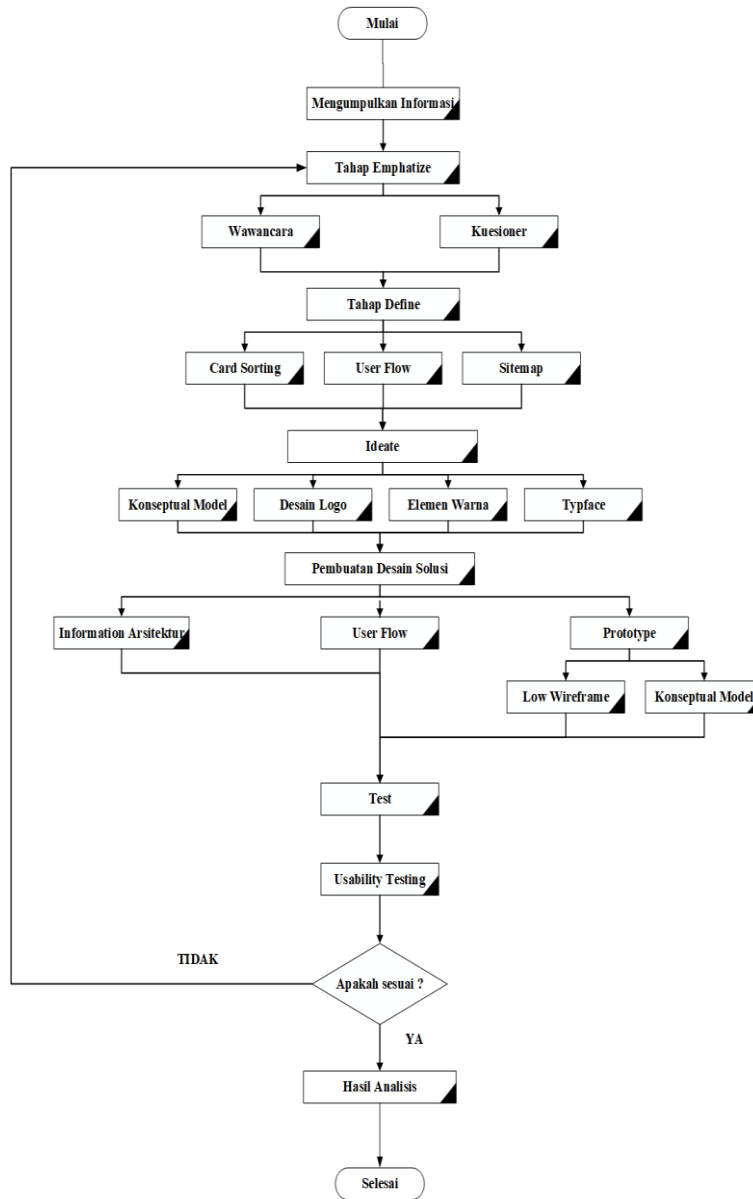 Mulai
Mengumpulkan Informasi
Tahap Emphatize
Wawancara
Kuesioner
Tahap Define
Card Sorting
User Flow
Sitemap
Ideate
Konseptual Model
Desain Logo
Elemen Warna
Typface
Pembuatan Desain Solusi
Information Arsitektur
User Flow
Prototype
Low Wireframe
Konseptual Model
Test
Usability Testing
TIDAK
Apakah sesuai ?
YA
Hasil Analisis
Selesai